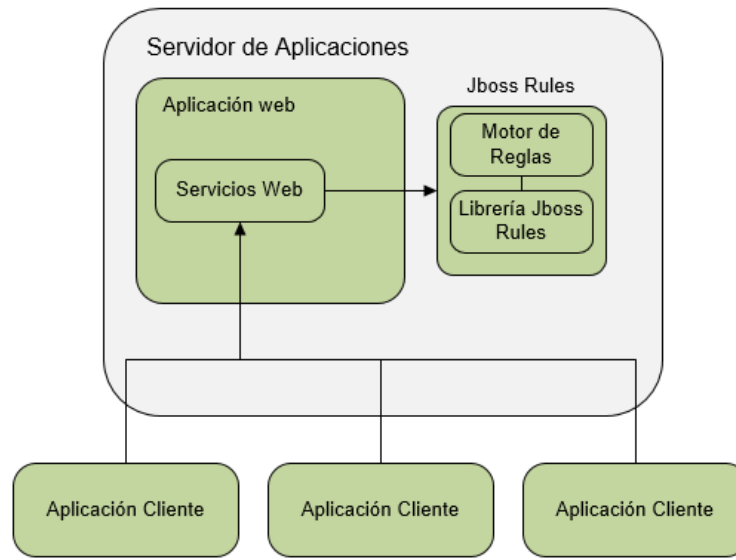 Servidor de Aplicaciones
Aplicación web
Jboss Rules
Motor de
Reglas
Servicios Web
Librería Jboss
Rules
Aplicación Cliente
Aplicación Cliente
Aplicación Cliente